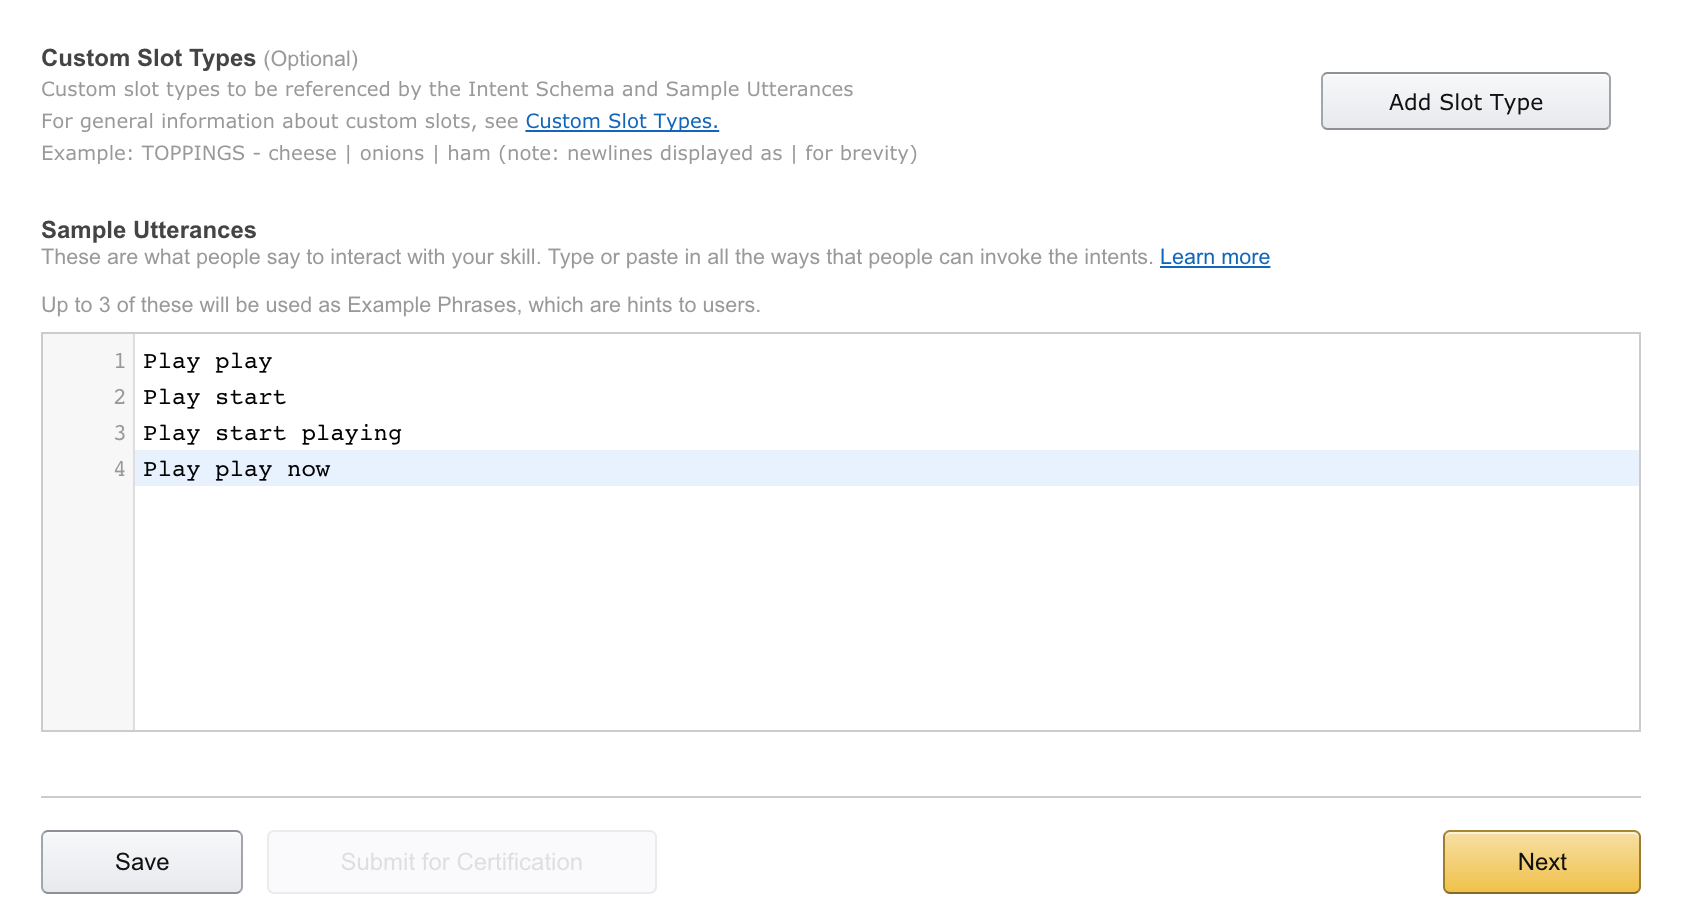 Custom Slot Types (Optional)
Custom slot types to be referenced by the Intent Schema and Sample Utterances
For general information about custom slots, see Custom Slot Types.
Example: TOPPINGS - cheese | onions | ham (note: newlines displayed as | for brevity)
Add Slot Type
Sample Utterances
These are what people say to interact with your skill. Type or paste in all the ways that people can invoke the intents. Learn more
Up to 3 of these will be used as Example Phrases, which are hints to users.
1 Play play
2 Play start
3 Play start playing
4 Play play now
Save
Submit for Certification
Next